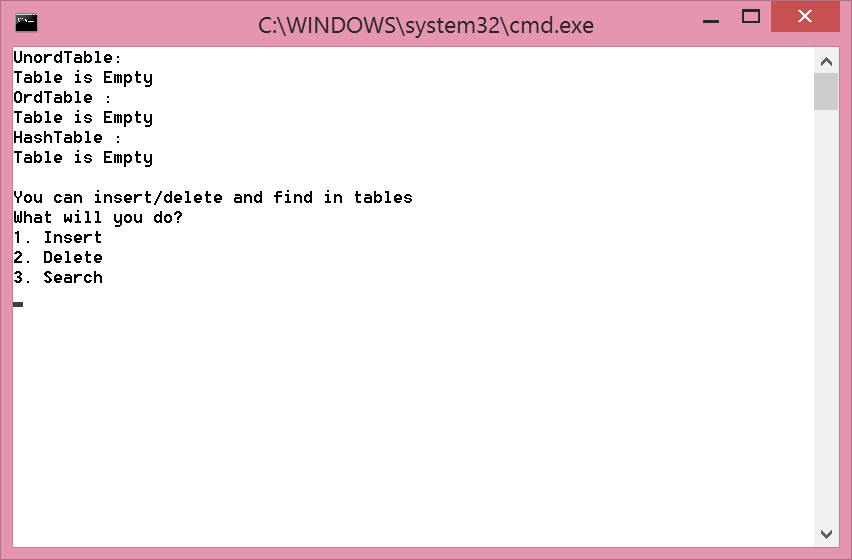 C:\WINDOWS\system32\cmd.exe
UnordTable:
Table is Empty
OrdTable :
Table is Empty
HashTable :
Table is Empty
You can insert/delete and find in tables
What will you do?
1. Insert
2. Delete
3. Search